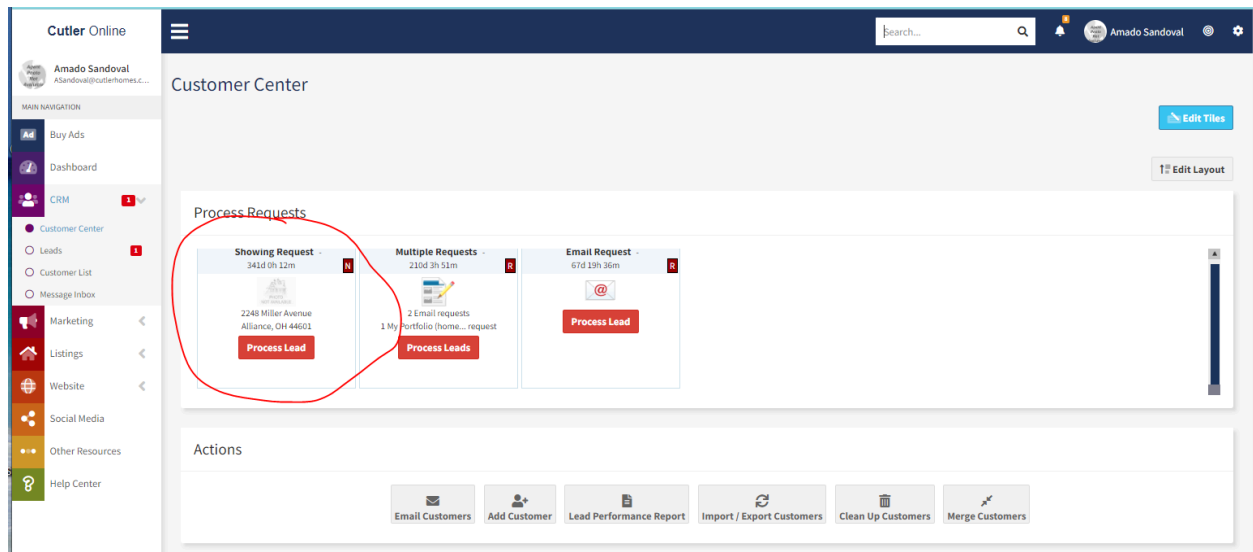 Cutler Online
Search...
4
Amado Sandoval
Amado Sandoval
ASandoval@cutlerhomes.c...
MAIN NAVIGATION
Ad Buy Ads
Dashboard
CRM 1
Customer Center
Leads 1
Customer List
Message Inbox
Marketing
Listings
Website
Social Media
Other Resources
Help Center
Customer Center
Edit Tiles
Edit Layout
Process Requests
Showing Request -
341d 0h 12m N
2248 Miller Avenue
Alliance, OH 44601
Process Lead
Multiple Requests -
210d 3h 51m R
2 Email requests
1 My Portfolio (home... request
Process Leads
Email Request -
67d 19h 36m R
@
Process Lead
Actions
Email Customers
Add Customer
Lead Performance Report
Import / Export Customers
Clean Up Customers
Merge Customers